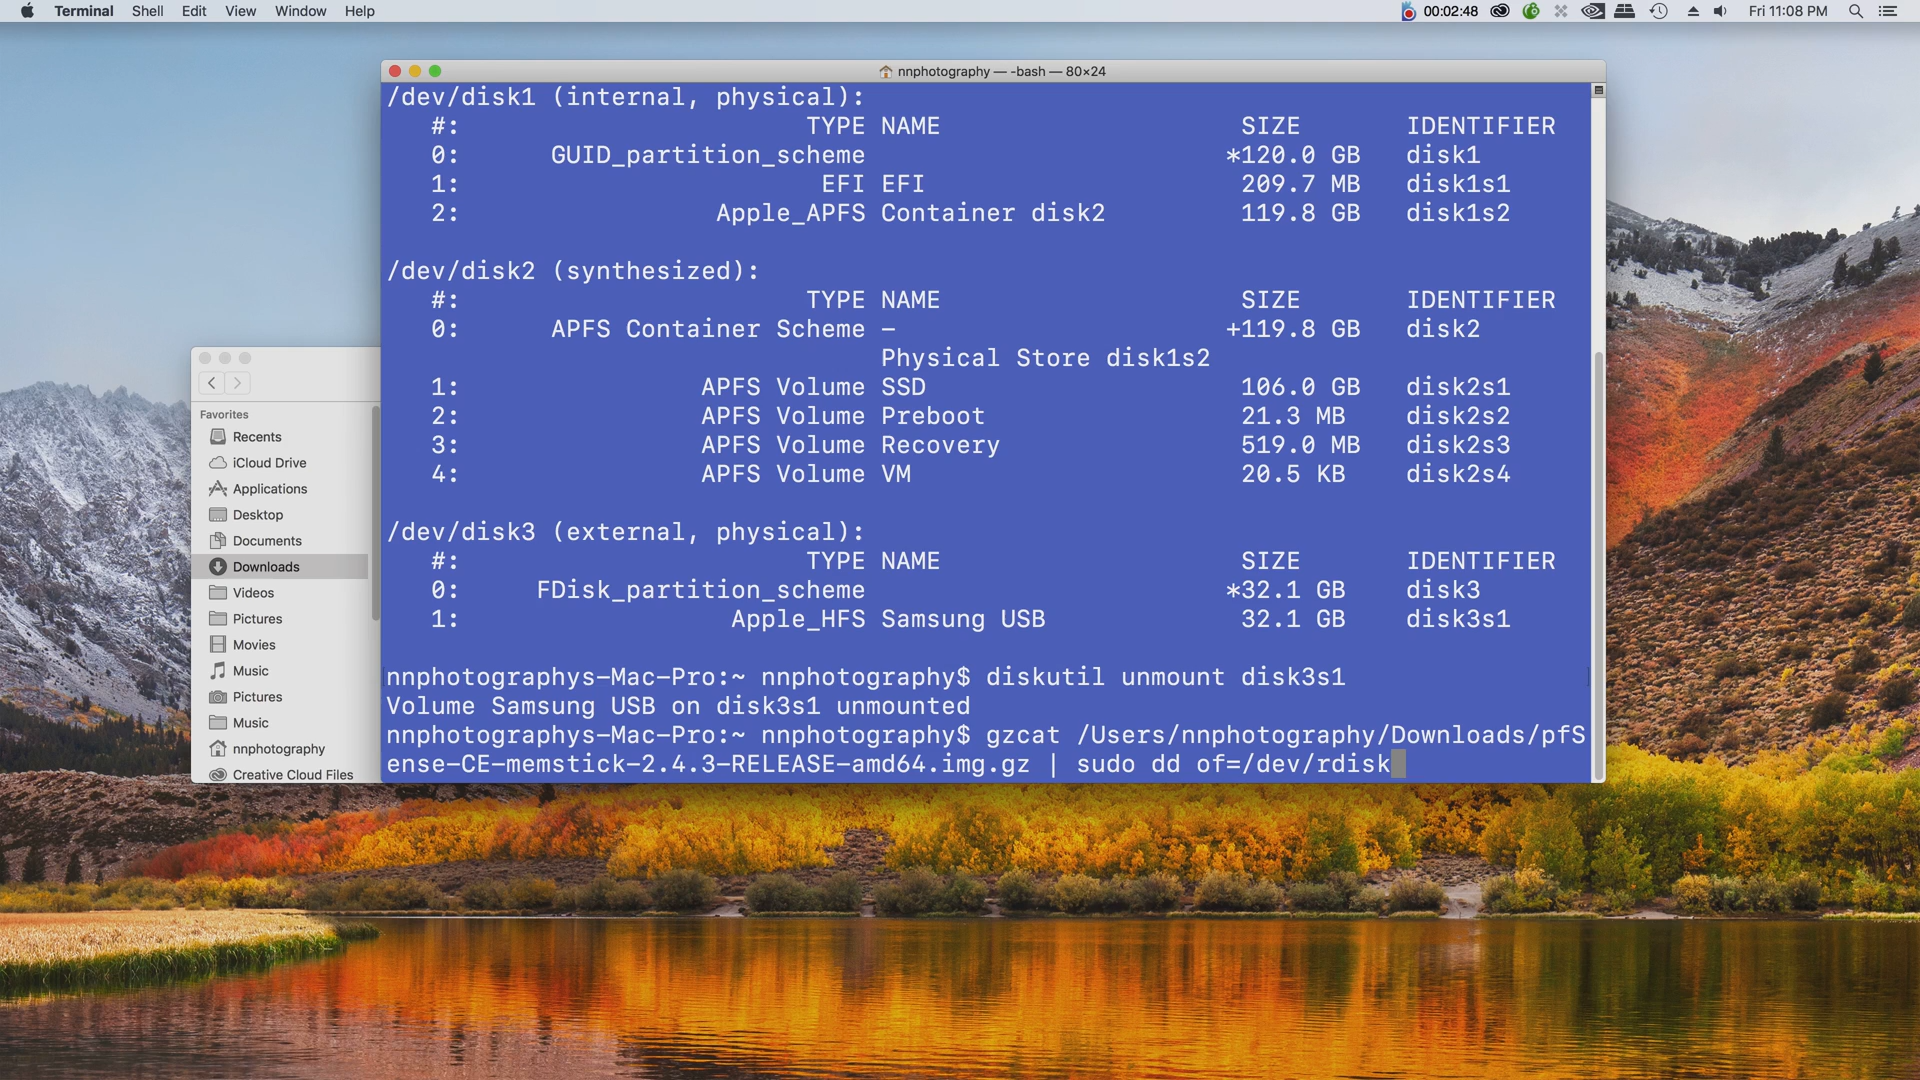 Terminal Shell Edit View Window Help 00:02:48 Fri 11:08 PM
nnphotography — -bash — 80×24
/dev/disk1 (internal, physical):
#: TYPE NAME SIZE IDENTIFIER
0: GUID_partition_scheme *120.0 GB disk1
1: EFI EFI 209.7 MB disk1s1
2: Apple_APFS Container disk2 119.8 GB disk1s2
/dev/disk2 (synthesized):
#: TYPE NAME SIZE IDENTIFIER
0: APFS Container Scheme - +119.8 GB disk2
Physical Store disk1s2
1: APFS Volume SSD 106.0 GB disk2s1
2: APFS Volume Preboot 21.3 MB disk2s2
3: APFS Volume Recovery 519.0 MB disk2s3
4: APFS Volume VM 20.5 KB disk2s4
/dev/disk3 (external, physical):
#: TYPE NAME SIZE IDENTIFIER
0: FDisk_partition_scheme *32.1 GB disk3
1: Apple_HFS Samsung USB 32.1 GB disk3s1
nnphotographys-Mac-Pro:~ nnphotography$ diskutil unmount disk3s1
Volume Samsung USB on disk3s1 unmounted
nnphotographys-Mac-Pro:~ nnphotography$ gzcat /Users/nnphotography/Downloads/pfS
ense-CE-memstick-2.4.3-RELEASE-amd64.img.gz | sudo dd of=/dev/rdisk
Favorites
Recents
iCloud Drive
Applications
Desktop
Documents
Downloads
Videos
Pictures
Movies
Music
Pictures
Music
nnphotography
Creative Cloud Files